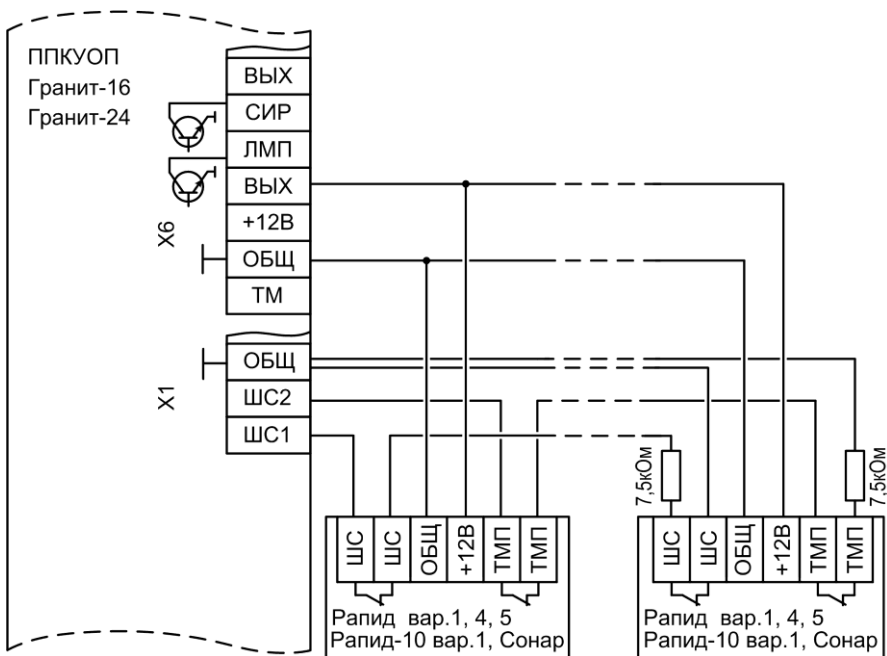 ППКУОП
Гранит-16
Гранит-24
ВЫХ
СИР
ЛМП
ВЫХ
+12В
ОБЩ
ТМ
X6
ОБЩ
ШС2
ШС1
X1
7,5кОм
7,5кОм
ШС
ШС
ОБЩ
+12В
ТМП
ТМП
Рапид вар.1, 4, 5
Рапид-10 вар.1, Сонар
ШС
ШС
ОБЩ
+12В
ТМП
ТМП
Рапид вар.1, 4, 5
Рапид-10 вар.1, Сонар